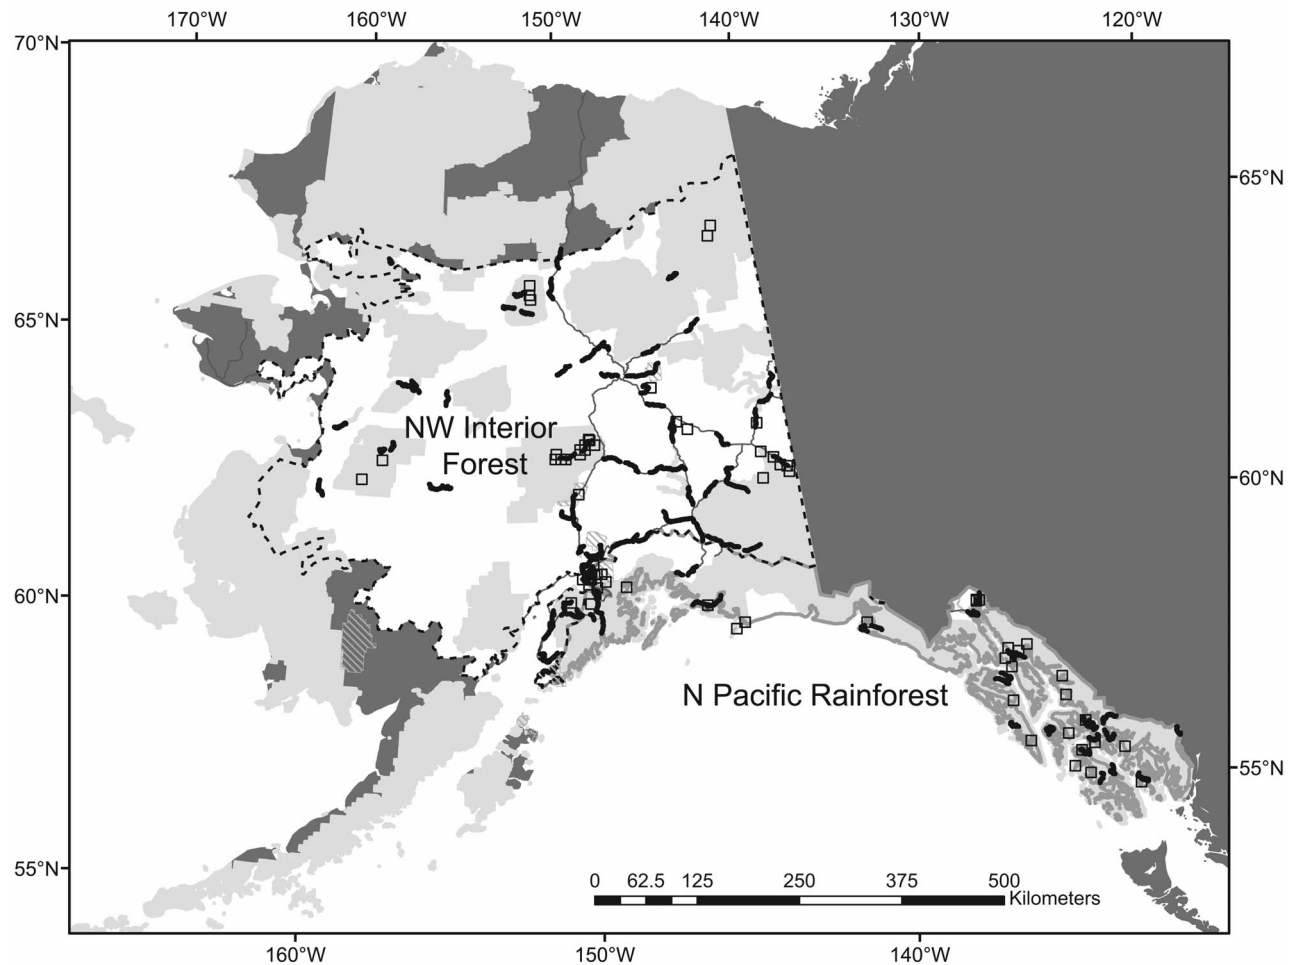 170°W 160°W 150°W 140°W 130°W 120°W
70°N
65°N
65°N
NW Interior
Forest
60°N
60°N
N Pacific Rainforest
55°N
55°N
0 62.5 125 250 375 500
Kilometers
160°W 150°W 140°W